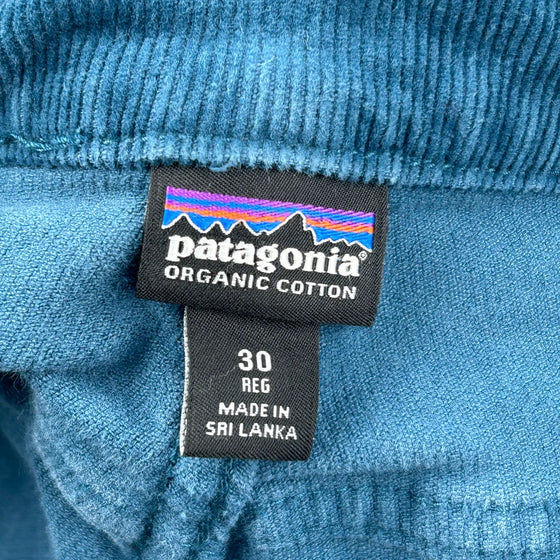 patagonia®
ORGANIC COTTON
30
REG
MADE IN
SRI LANKA